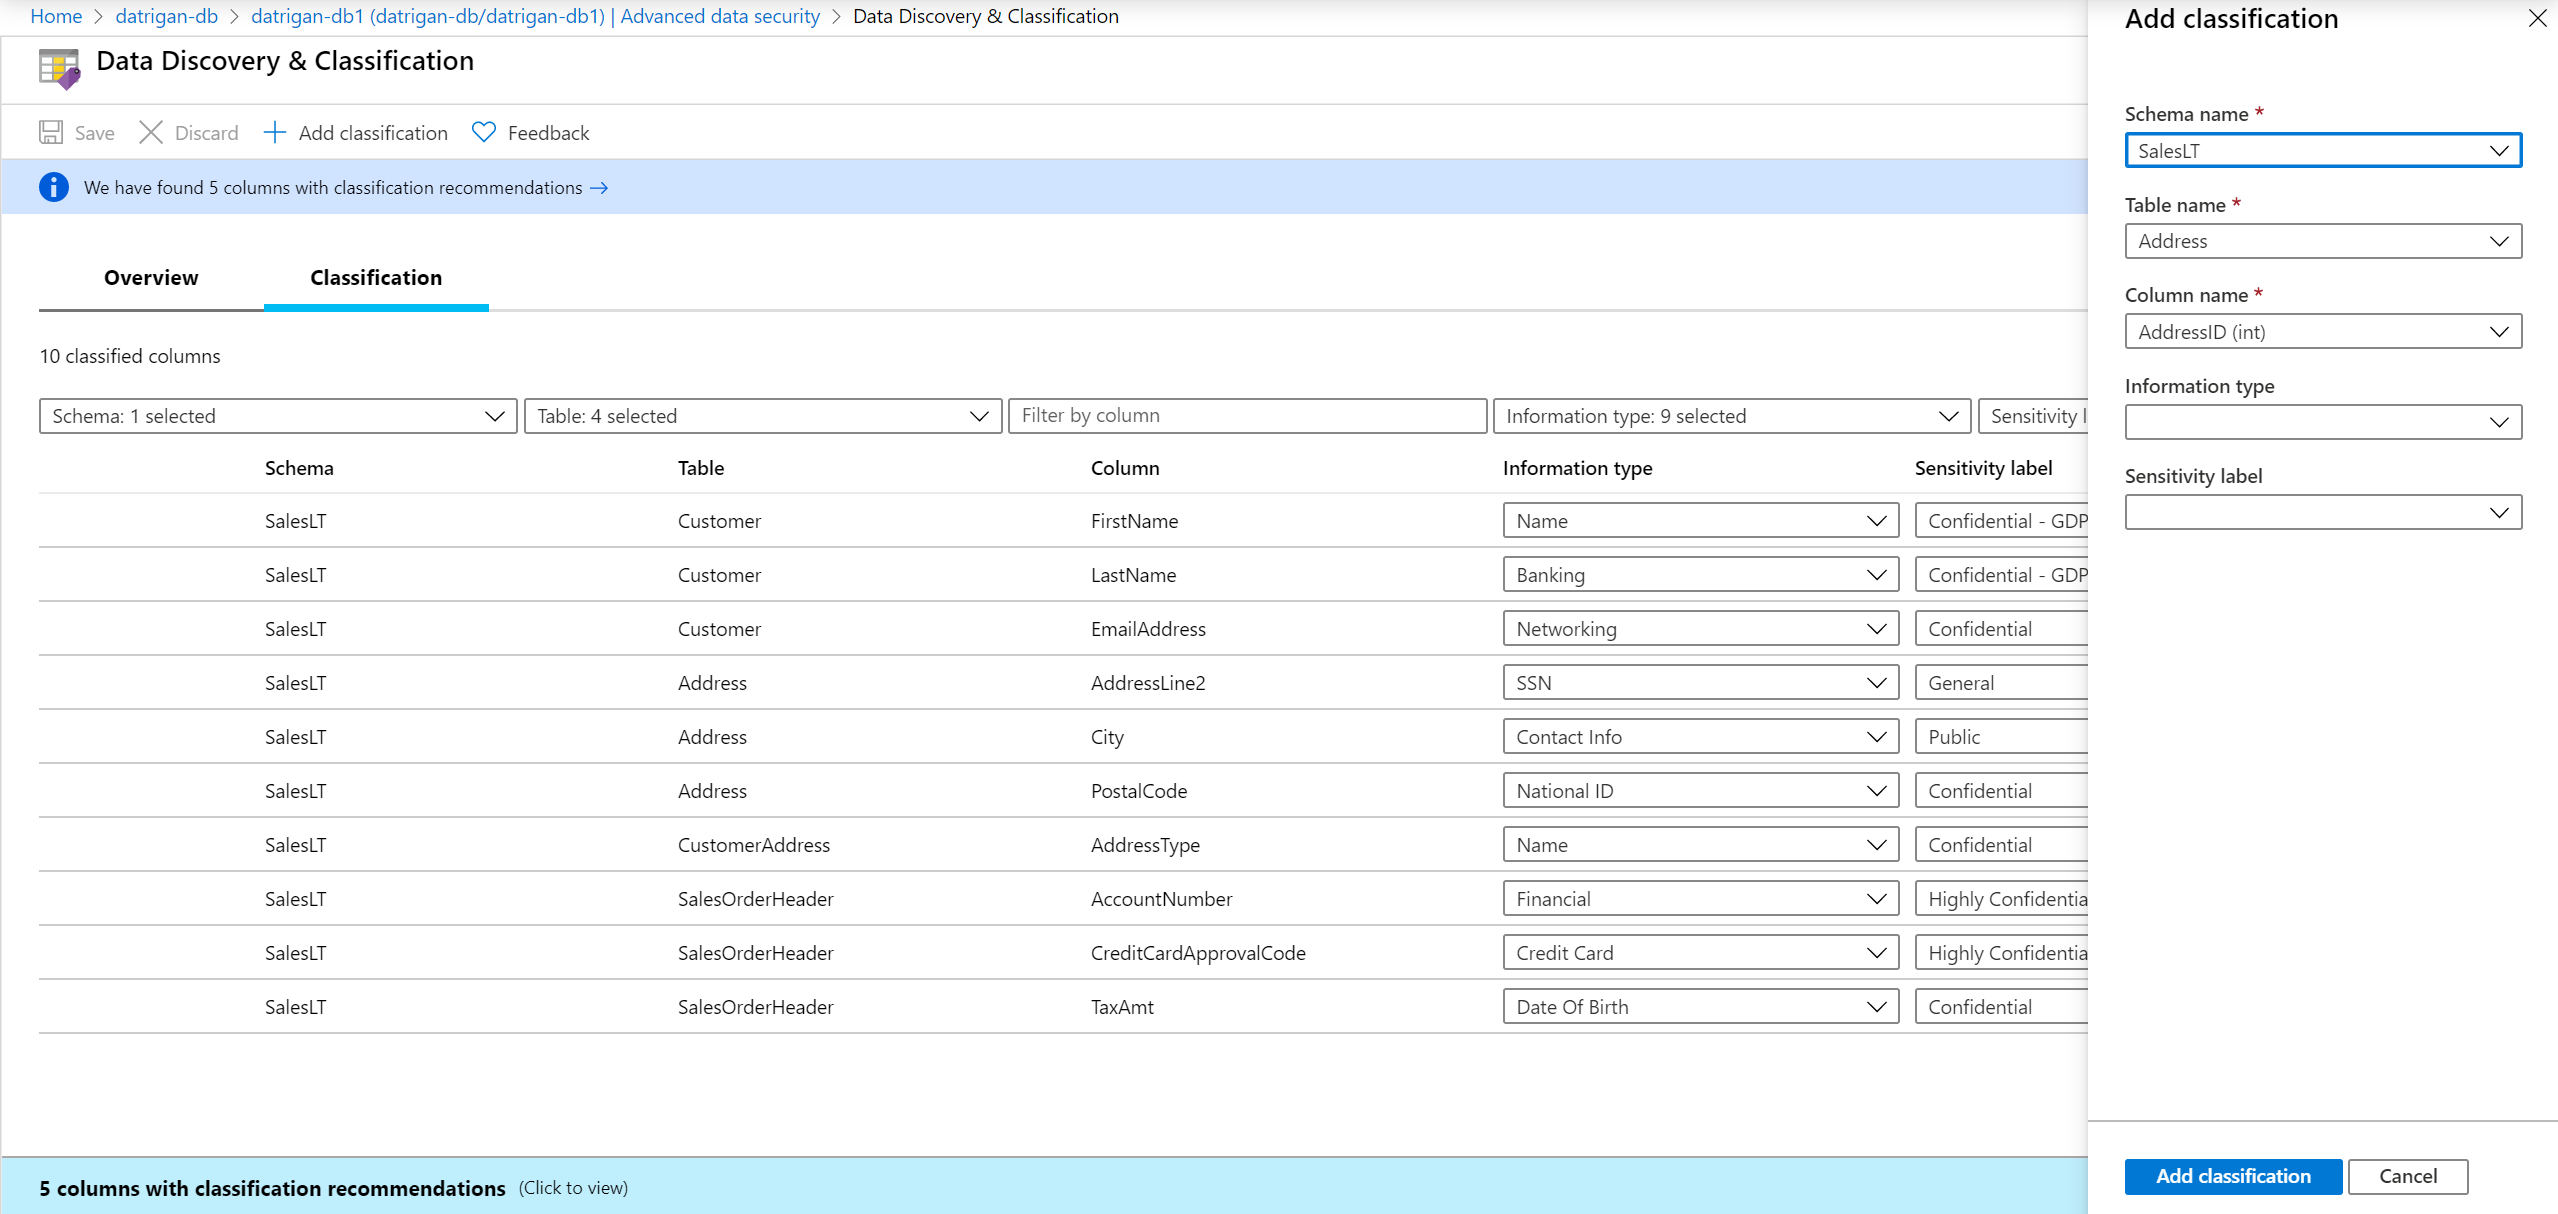 Home > datrigan-db > datrigan-db1 (datrigan-db/datrigan-db1) | Advanced data security > Data Discovery & Classification
Data Discovery & Classification
Save Discard Add classification Feedback
We have found 5 columns with classification recommendations →
Overview Classification
10 classified columns
Schema: 1 selected Table: 4 selected Filter by column Information type: 9 selected Sensitivity l
Schema Table Column Information type Sensitivity label
SalesLT Customer FirstName Name Confidential - GDP
SalesLT Customer LastName Banking Confidential - GDP
SalesLT Customer EmailAddress Networking Confidential
SalesLT Address AddressLine2 SSN General
SalesLT Address City Contact Info Public
SalesLT Address PostalCode National ID Confidential
SalesLT CustomerAddress AddressType Name Confidential
SalesLT SalesOrderHeader AccountNumber Financial Highly Confidentia
SalesLT SalesOrderHeader CreditCardApprovalCode Credit Card Highly Confidentia
SalesLT SalesOrderHeader TaxAmt Date Of Birth Confidential
5 columns with classification recommendations (Click to view)
Add classification
Schema name *
SalesLT
Table name *
Address
Column name *
AddressID (int)
Information type
Sensitivity label
Add classification Cancel